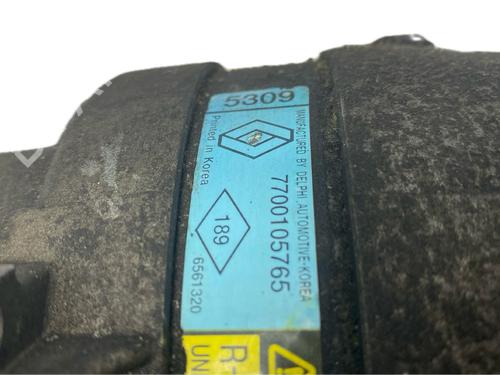 5309
Printed in Korea
MANUFACTURED BY DELPHI AUTOMOTIVE-KOREA
7700105765
189
6561320
R-
UN